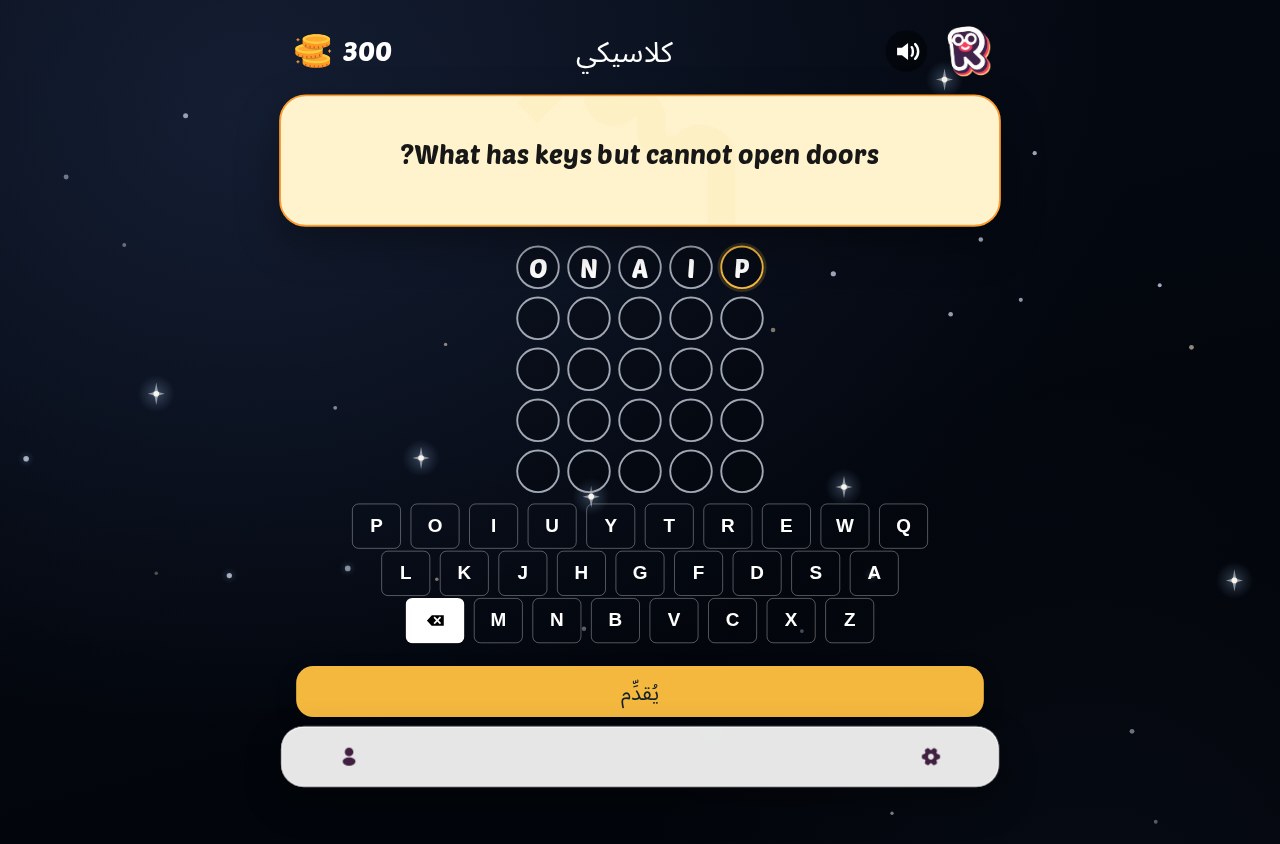 300 كلاسيكي
?What has keys but cannot open doors
O N A I P
P O I U Y T R E W Q
L K J H G F D S A
M N B V C X Z
يُقدِّم